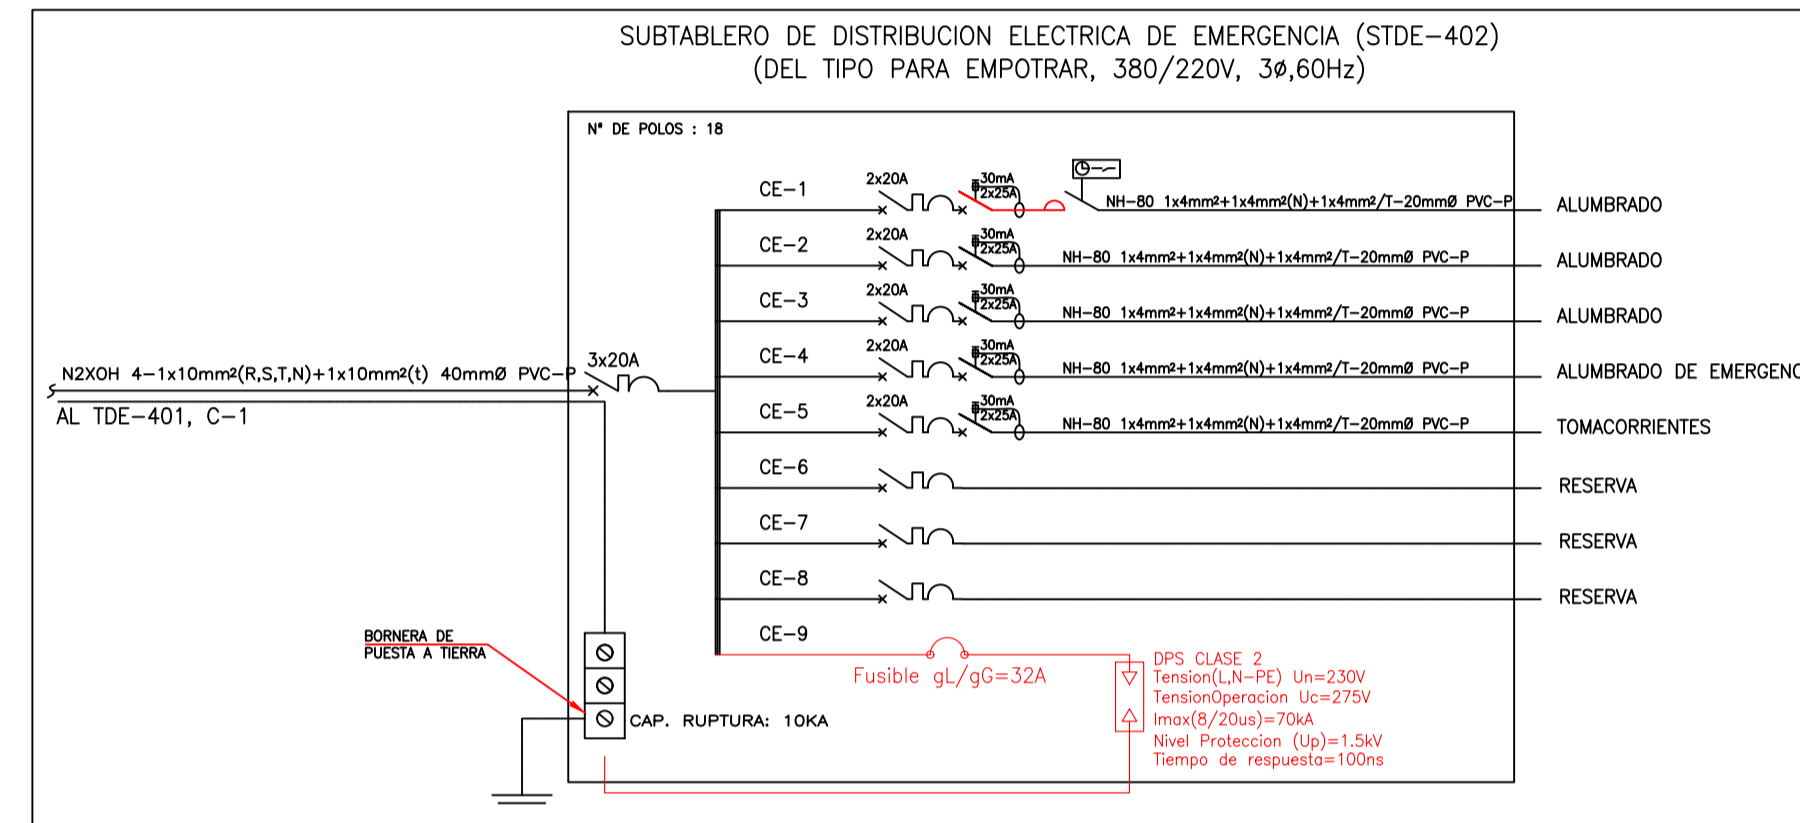 SUBTABLERO DE DISTRIBUCION ELECTRICA DE EMERGENCIA (STDE-402)
(DEL TIPO PARA EMPOTRAR, 380/220V, 3ø,60Hz)
N° DE POLOS : 18
CE-1
2x20A
30mA
2x25A
NH-80 1x4mm²+1x4mm²(N)+1x4mm²/T-20mmØ PVC-P
ALUMBRADO
CE-2
2x20A
30mA
2x25A
NH-80 1x4mm²+1x4mm²(N)+1x4mm²/T-20mmØ PVC-P
ALUMBRADO
CE-3
2x20A
30mA
2x25A
NH-80 1x4mm²+1x4mm²(N)+1x4mm²/T-20mmØ PVC-P
ALUMBRADO
CE-4
2x20A
30mA
2x25A
NH-80 1x4mm²+1x4mm²(N)+1x4mm²/T-20mmØ PVC-P
ALUMBRADO DE EMERGENC
N2XOH 4-1x10mm²(R,S,T,N)+1x10mm²(t) 40mmØ PVC-P
3x20A
AL TDE-401, C-1
CE-5
2x20A
30mA
2x25A
NH-80 1x4mm²+1x4mm²(N)+1x4mm²/T-20mmØ PVC-P
TOMACORRIENTES
CE-6
RESERVA
CE-7
RESERVA
CE-8
RESERVA
CE-9
BORNERA DE
PUESTA A TIERRA
CAP. RUPTURA: 10KA
Fusible gL/gG=32A
DPS CLASE 2
Tension(L,N-PE) Un=230V
TensionOperacion Uc=275V
Imax(8/20us)=70kA
Nivel Proteccion (Up)=1.5kV
Tiempo de respuesta=100ns